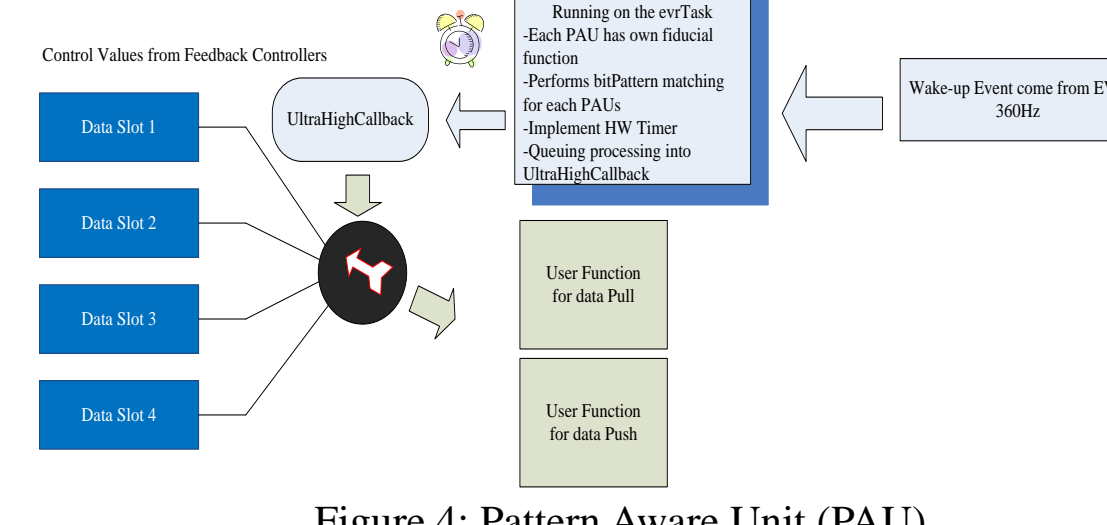 Running on the evrTask
-Each PAU has own fiducial
function
-Performs bitPattern matching
for each PAUs
-Implement HW Timer
-Queuing processing into
UltraHighCallback
Wake-up Event come from
360Hz
Control Values from Feedback Controllers
UltraHighCallback
Data Slot 1
Data Slot 2
Data Slot 3
Data Slot 4
User Function
for data Pull
User Function
for data Push
Figure 4: Pattern Aware Unit (PAU)